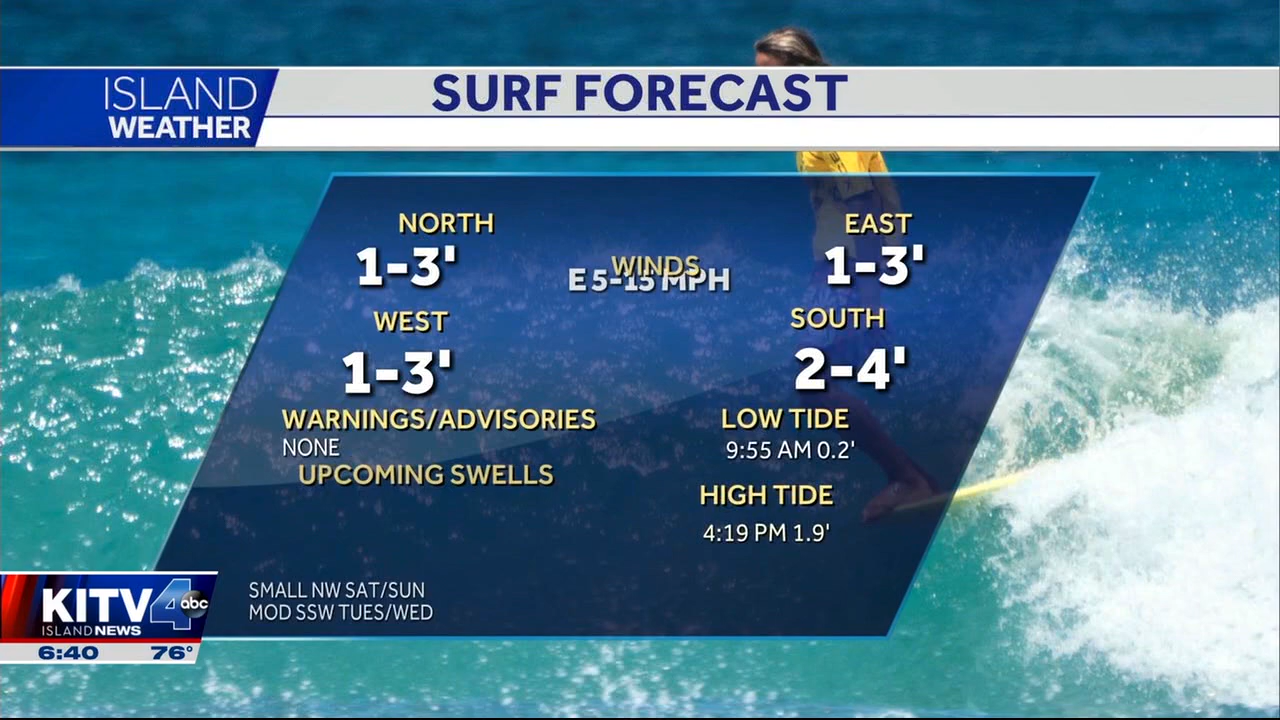 ISLAND
WEATHER
SURF FORECAST
NORTH
1-3'
WINDS
E 5-15 MPH
EAST
1-3'
WEST
1-3'
SOUTH
2-4'
WARNINGS/ADVISORIES
NONE
UPCOMING SWELLS
SMALL NW SAT/SUN
MOD SSW TUES/WED
LOW TIDE
9:55 AM 0.2'
HIGH TIDE
4:19 PM 1.9'
KITV4 abc
ISLAND NEWS
6:40 76°